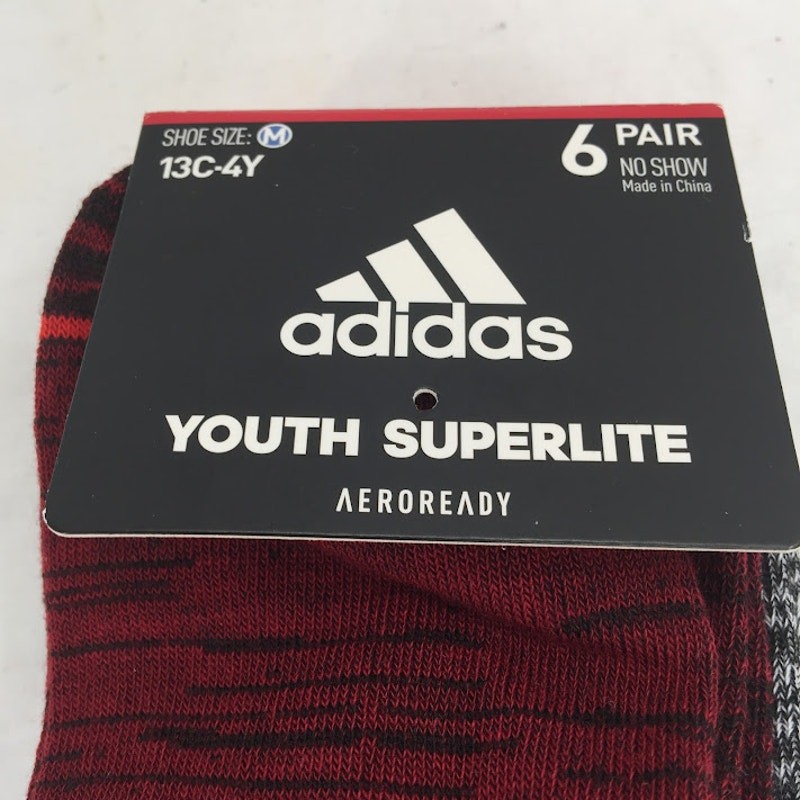 SHOE SIZE: M
13C-4Y
6 PAIR
NO SHOW
Made in China
adidas
YOUTH SUPERLITE
AEROREADY